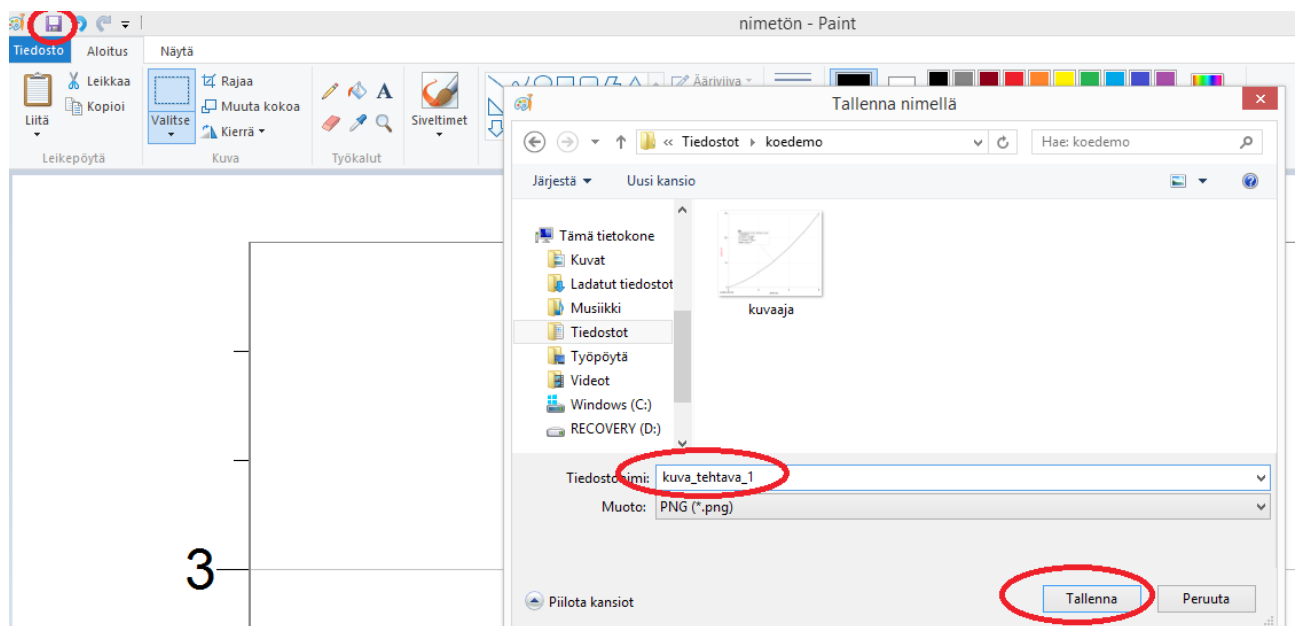 nimetön - Paint
Tiedosto Aloitus Näytä
Liitä
Leikkaa
Kopioi
Leikepöytä
Valitse
Rajaa
Muuta kokoa
Kierrä
Kuva
A
Työkalut
Siveltimet
Ääriviiva
Tallenna nimellä
« Tiedostot koedemo
Hae: koedemo
Järjestä Uusi kansio
Tämä tietokone
Kuvat
Ladatut tiedostot
Musiikki
Tiedostot
Työpöytä
Videot
Windows (C:)
RECOVERY (D:)
kuvaaja
Tiedostonimi: kuva_tehtava_1
Muoto: PNG (*.png)
Piilota kansiot
Tallenna Peruuta
3